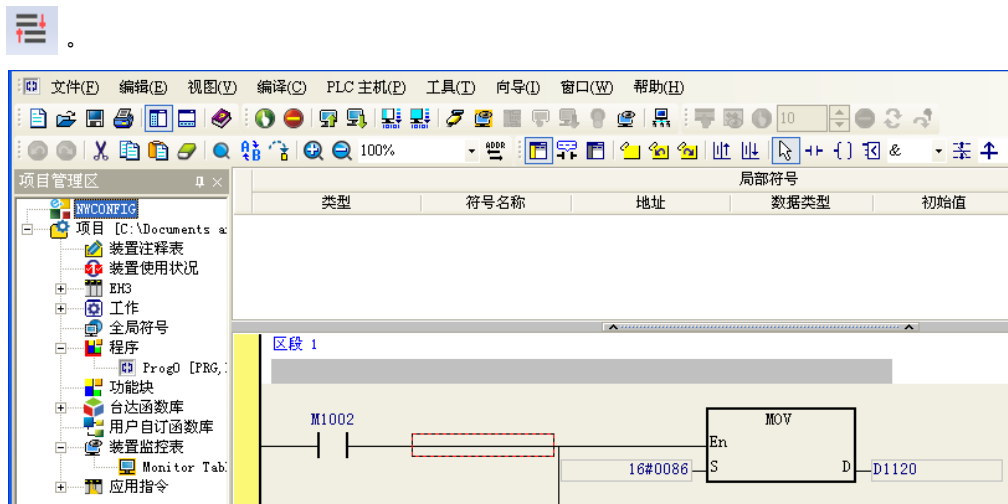 。
文件(F) 编辑(E) 视图(V) 编译(C) PLC 主机(P) 工具(T) 向导(I) 窗口(W) 帮助(H)
10
100% ADDR &
项目管理区
局部符号
类型 符号名称 地址 数据类型 初始值
NWCONFIG
项目 [C:\Documents a
装置注释表
装置使用状况
EH3
工作
全局符号
程序
Prog0 [PRG,
功能块
台达函数库
用户自订函数库
装置监控表
Monitor Tab
应用指令
区段 1
M1002
MOV
En
16#0086 S D D1120